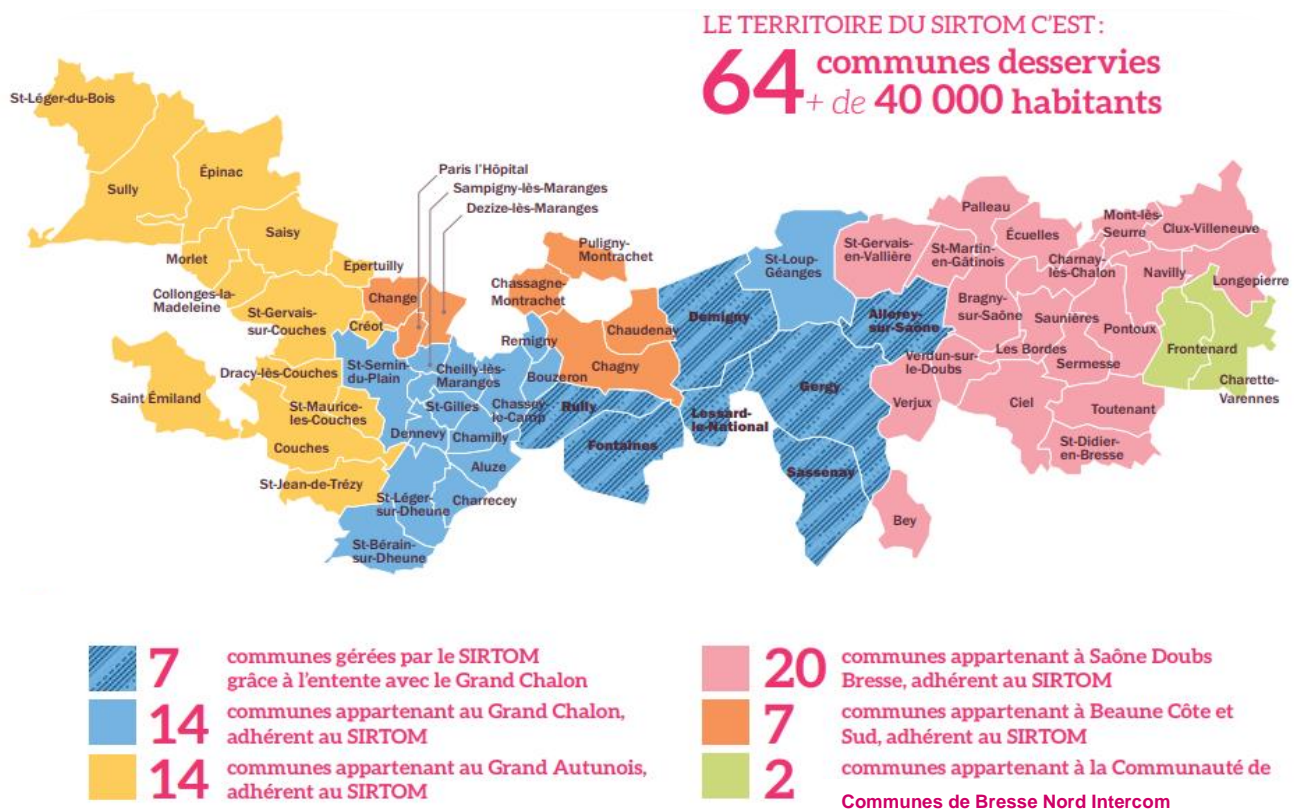 LE TERRITOIRE DU SIRTOM C'EST :
64 communes desservies
+ de 40 000 habitants
St-Léger-du-Bois
Sully
Épinac
Saisy
Morlet
Collonges-la-
Madeleine
Epertuilly
St-Gervais-
sur-Couches
Change
Créot
Paris l'Hôpital
Sampigny-lès-Maranges
Dezize-lès-Maranges
Saint Émiland
Dracy-lès-Couches
St-Maurice-
les-Couches
Couches
St-Jean-de-Trézy
St-Sernin-
du-Plain
Cheilly-lès-
Maranges
St-Gilles
Dennevy
Chamilly
Chassey-
le-Camp
Aluze
St-Léger-
sur-Dheune
Charrecey
St-Bérain-
sur-Dheune
Remigny
Bouzeron
Puligny-
Montrachet
Chassagne-
Montrachet
Chaudenay
Chagny
Rully
Fontaines
Demigny
Lessard-
le-National
St-Loup-
Géanges
Allerey-
sur-Saône
Gergy
Sassenay
St-Gervais-
en-Vallière
St-Martin-
en-Gâtinois
Palleau
Écuelles
Mont-lès-
Seurre
Clux-Villeneuve
Charnay-
lès-Chalon
Navilly
Longepierre
Bragny-
sur-Saône
Saunières
Pontoux
Les Bordes
Sermesse
Verdun-sur-
le-Doubs
Verjux
Ciel
Toutenant
St-Didier-
en-Bresse
Bey
Frontenard
Charette-
Varennes
7 communes gérées par le SIRTOM
grâce à l'entente avec le Grand Chalon
14 communes appartenant au Grand Chalon,
adhérent au SIRTOM
14 communes appartenant au Grand Autunois,
adhérent au SIRTOM
20 communes appartenant à Saône Doubs
Bresse, adhérent au SIRTOM
7 communes appartenant à Beaune Côte et
Sud, adhérent au SIRTOM
2 communes appartenant à la Communauté de
Communes de Bresse Nord Intercom